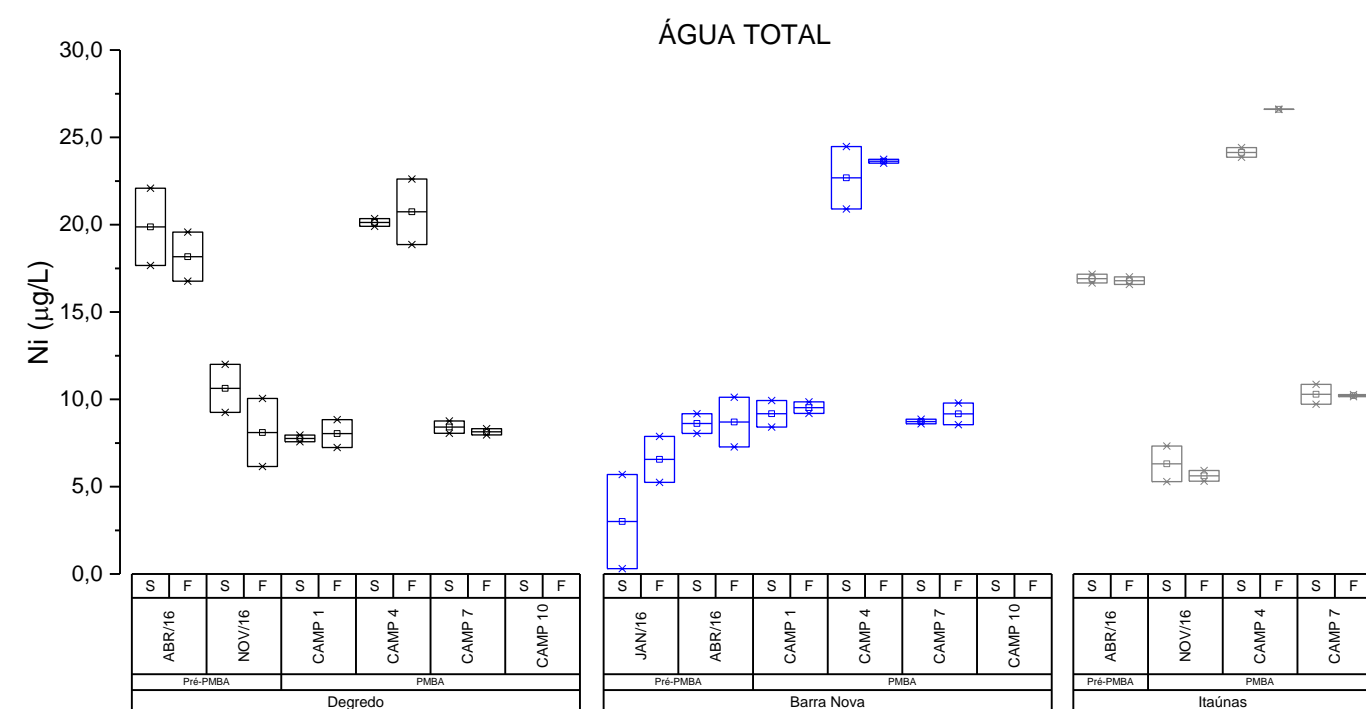 ÁGUA TOTAL
30,0
25,0
20,0
15,0
10,0
5,0
0,0
Ni (µg/L)
S F S F S F S F S F S F S F S F S F S F S F S F S F S F S F S F
ABR/16 NOV/16 CAMP 1 CAMP 4 CAMP 7 CAMP 10 JAN/16 ABR/16 CAMP 1 CAMP 4 CAMP 7 CAMP 10 ABR/16 NOV/16 CAMP 4 CAMP 7
Pré-PMBA PMBA Pré-PMBA PMBA Pré-PMBA PMBA
Degredo Barra Nova Itaúnas